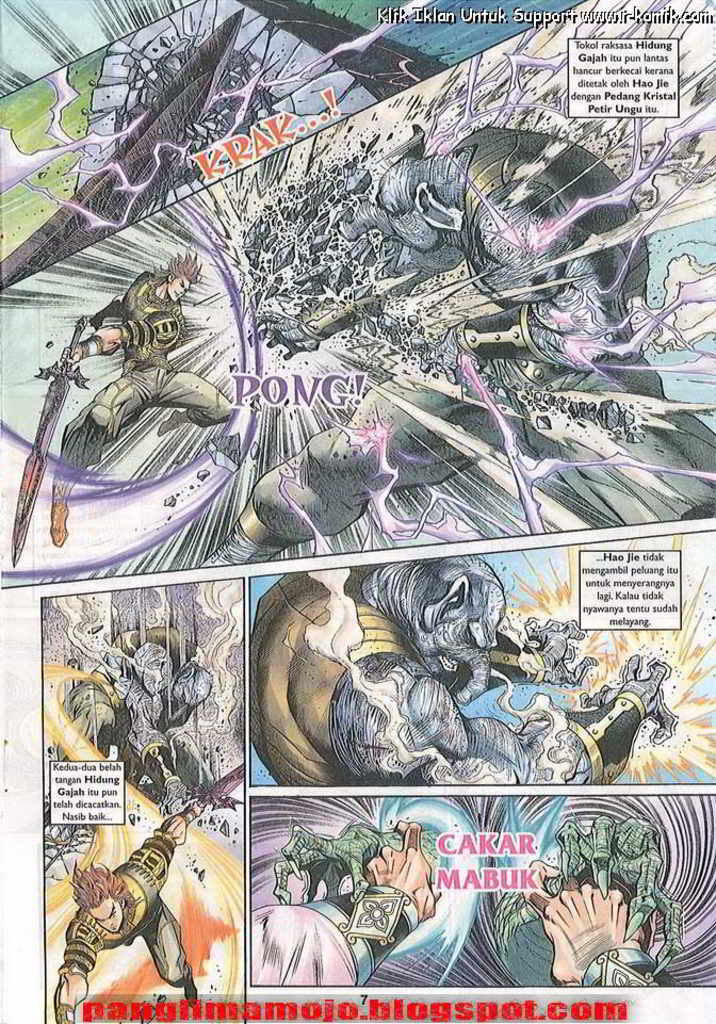 Klik Iklan Untuk Support www.r-komik.com
Tokol raksasa Hidung
Gajah itu pun lantas
hancur berkecai kerana
ditetak oleh Hao Jie
dengan Pedang Kristal
Petir Ungu itu.
KRAK...!
PONG!
...Hao Jie tidak
mengambil peluang itu
untuk menyerangnya
lagi. Kalau tidak
nyawanya tentu sudah
melayang.
Kedua-dua belah
tangan Hidung
Gajah itu pun
telah dicacatkan.
Nasib baik...
CAKAR
MABUK
7
panglimamojo.blogspot.com